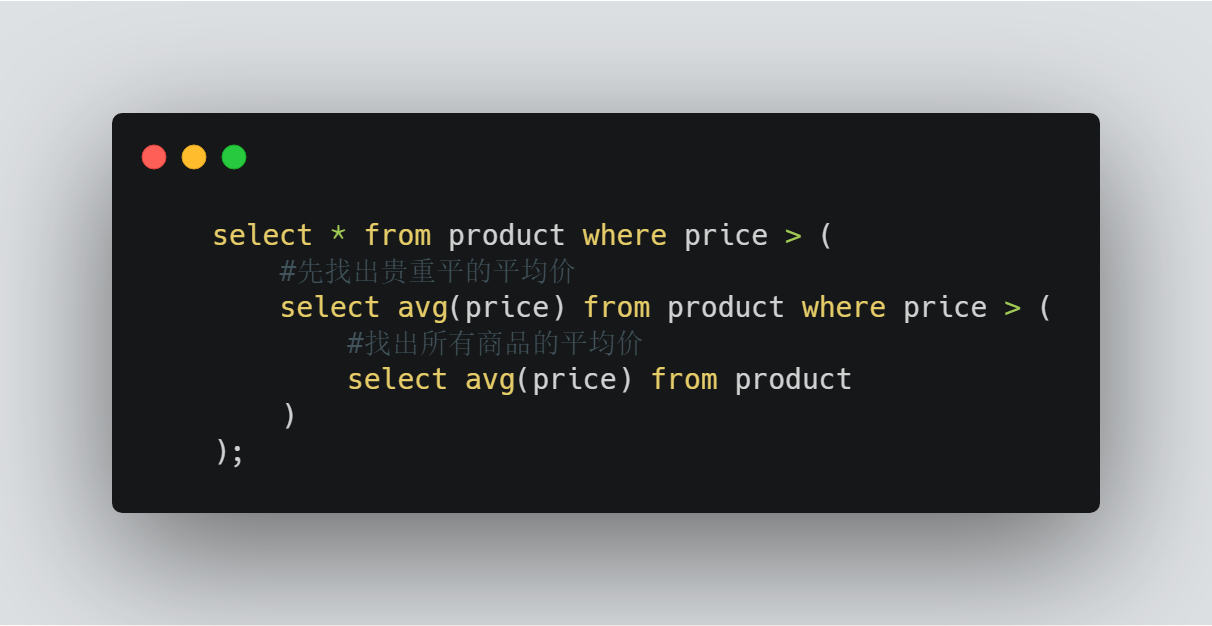 select * from product where price > (
#先找出贵重平的平均价
select avg(price) from product where price > (
#找出所有商品的平均价
select avg(price) from product
)
);